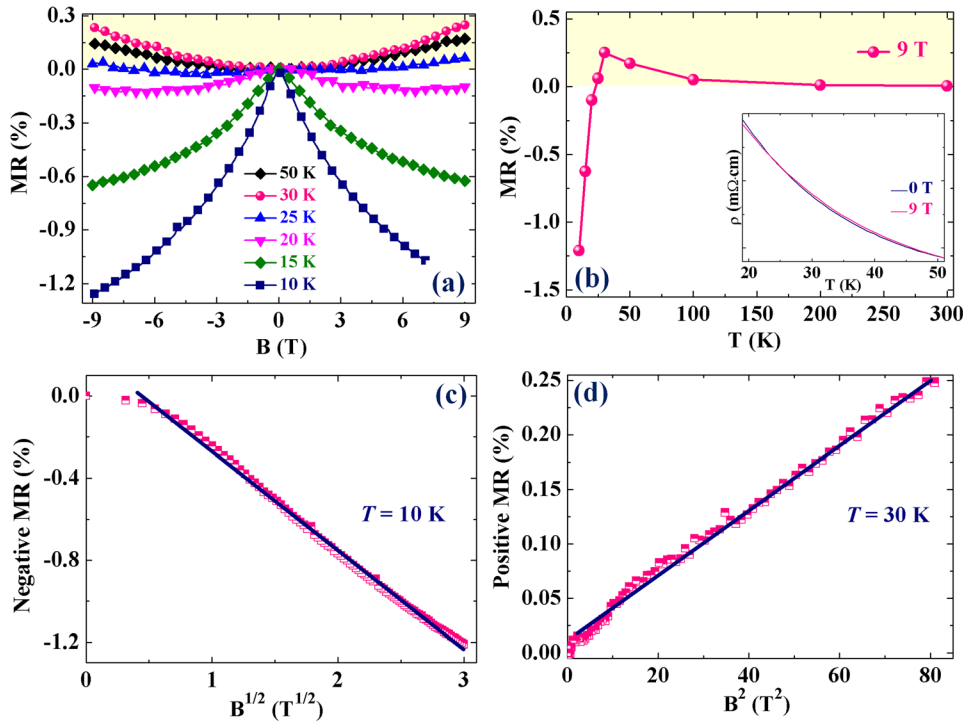 0.3
0.0
-0.3
-0.6
-0.9
-1.2
MR (%)
50 K
30 K
25 K
20 K
15 K
10 K
(a)
-9 -6 -3 0 3 6 9
B (T)
0.5
0.0
-0.5
-1.0
-1.5
MR (%)
9 T
ρ (mΩ cm)
0 T
9 T
20 30 40 50
T (K)
(b)
0 50 100 150 200 250 300
T (K)
0.0
-0.4
-0.8
-1.2
Negative MR (%)
(c)
T = 10 K
0 1 2 3
B^1/2 (T^1/2)
0.25
0.20
0.15
0.10
0.05
0.00
Positive MR (%)
(d)
T = 30 K
0 20 40 60 80
B² (T²)